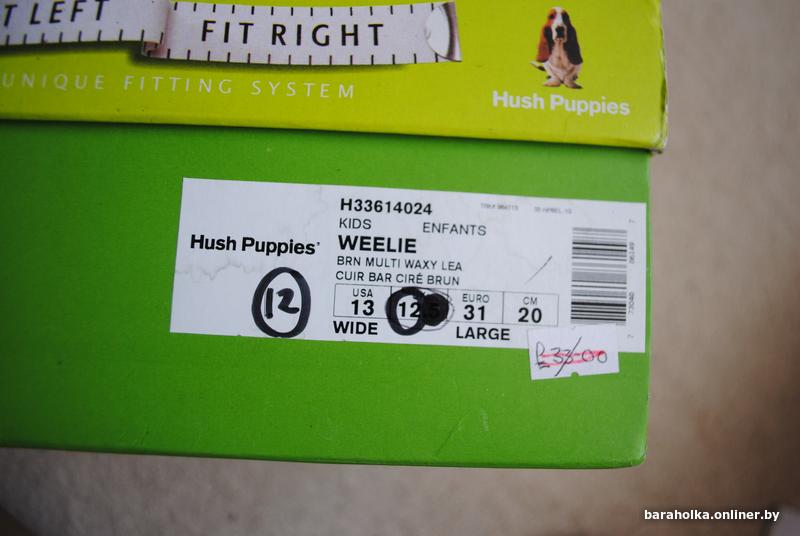 T LEFT
FIT RIGHT
UNIQUE FITTING SYSTEM
Hush Puppies
H33614024
KIDS ENFANTS
Hush Puppies
WEELIE
BRN MULTI WAXY LEA
CUIR BAR CIRÉ BRUN
USA EURO CM
13 12.5 31 20
12
WIDE LARGE
£33/00
baraholka.onliner.by